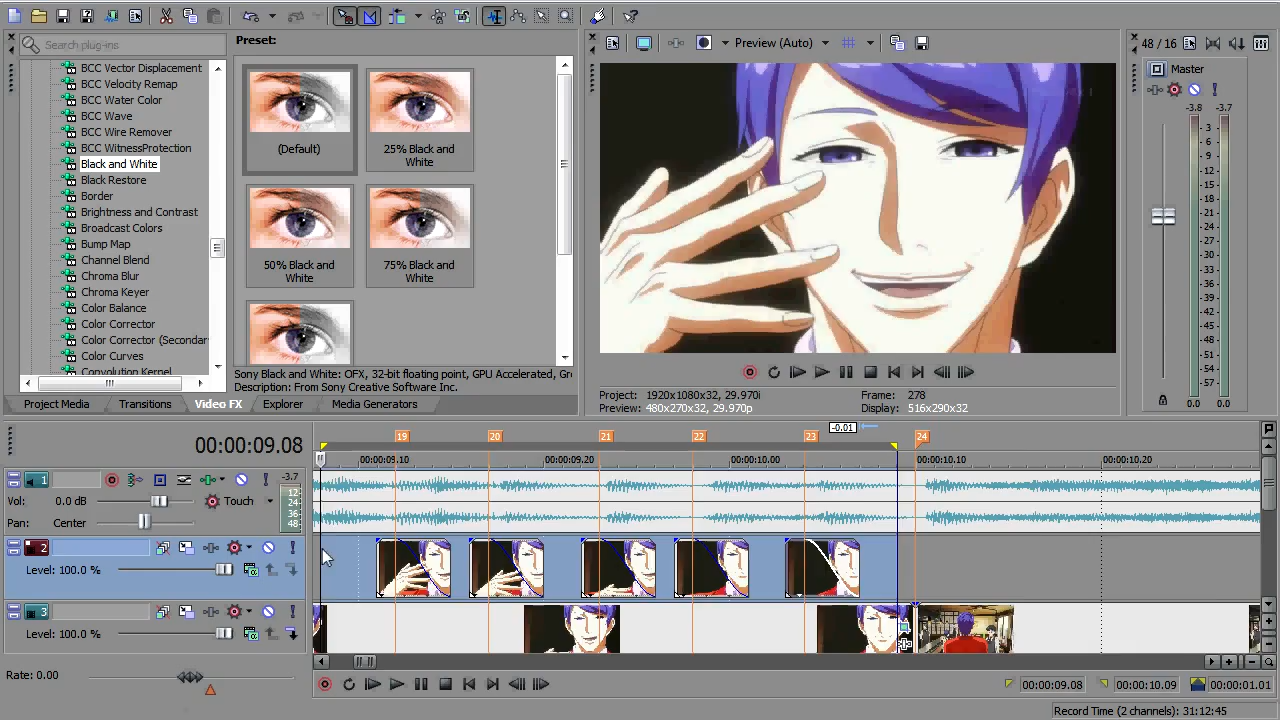 Search plug-ins
Preset:
BCC Vector Displacement
BCC Velocity Remap
BCC Water Color
BCC Wave
BCC Wire Remover
BCC WitnessProtection
Black and White
Black Restore
Border
Brightness and Contrast
Broadcast Colors
Bump Map
Channel Blend
Chroma Blur
Chroma Keyer
Color Balance
Color Corrector
Color Corrector (Secondar
Color Curves
Convolution Kernel
(Default)
25% Black and
White
50% Black and
White
75% Black and
White
Sony Black and White: OFX, 32-bit floating point, GPU Accelerated, Gr
Description: From Sony Creative Software Inc.
Project Media
Transitions
Video FX
Explorer
Media Generators
Preview (Auto)
Project: 1920x1080x32, 29.970i
Preview: 480x270x32, 29.970p
Frame: 278
Display: 516x290x32
48 / 16
Master
-3.8 -3.7
3
6
9
12
15
18
21
24
27
30
33
36
39
42
45
48
51
54
57
0.0 0.0
00:00:09.08
-0.01
19 20 21 22 23 24
00:00:09.10 00:00:09.20 00:00:10.00 00:00:10.10 00:00:10.20
1
-3.7
Vol: 0.0 dB
Touch
12
24
36
48
Pan: Center
2
Level: 100.0 %
3
Level: 100.0 %
Rate: 0.00
00:00:09.08 00:00:10.09 00:00:01.01
Record Time (2 channels): 31:12:45